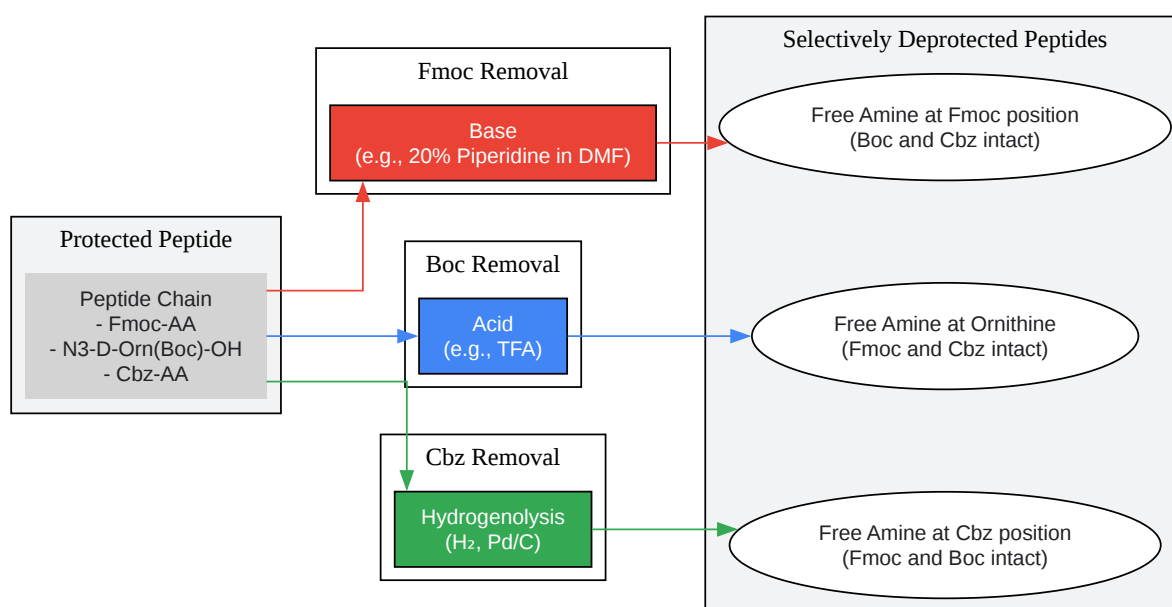 Protected Peptide
Peptide Chain
- Fmoc-AA
- N3-D-Orn(Boc)-OH
- Cbz-AA
Fmoc Removal
Base
(e.g., 20% Piperidine in DMF)
Boc Removal
Acid
(e.g., TFA)
Cbz Removal
Hydrogenolysis
(H₂, Pd/C)
Selectively Deprotected Peptides
Free Amine at Fmoc position
(Boc and Cbz intact)
Free Amine at Ornithine
(Fmoc and Cbz intact)
Free Amine at Cbz position
(Fmoc and Boc intact)